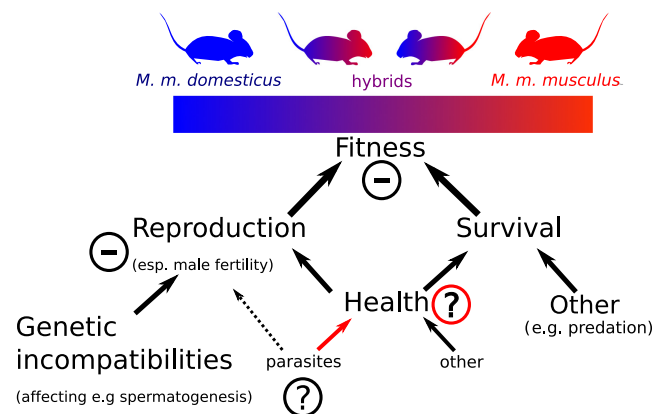 M. m. domesticus
hybrids
M. m. musculus
Fitness
−
Reproduction
−
(esp. male fertility)
Survival
Health ?
Other
(e.g. predation)
Genetic
incompatibilities
(affecting e.g spermatogenesis)
parasites
?
other